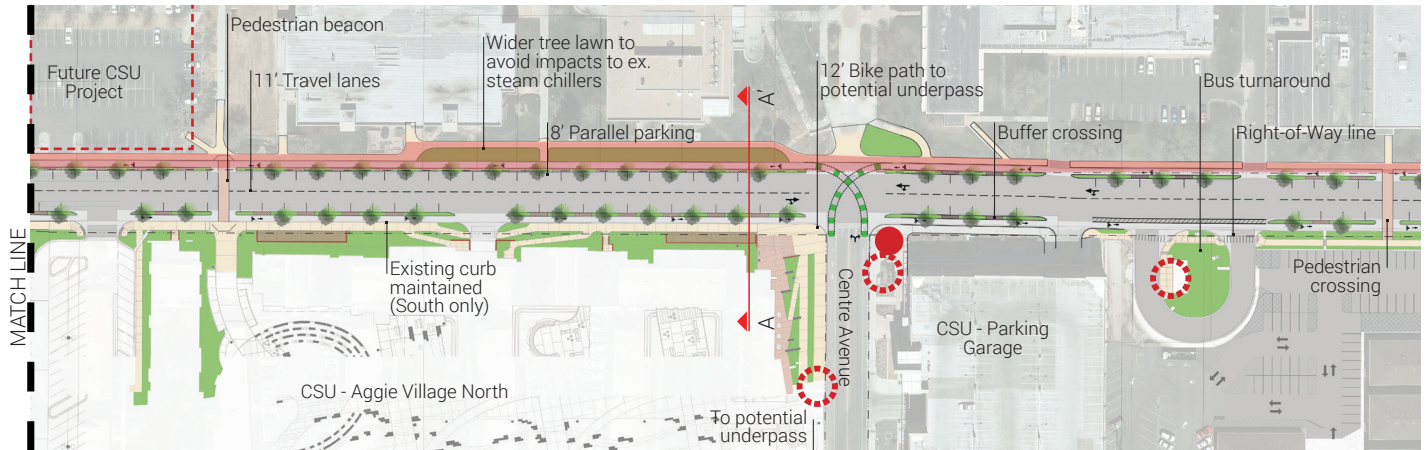 Pedestrian beacon
Future CSU
Project
11' Travel lanes
Wider tree lawn to
avoid impacts to ex.
steam chillers
8' Parallel parking
A'
12' Bike path to
potential underpass
Bus turnaround
Buffer crossing
Right-of-Way line
MATCH LINE
Existing curb
maintained
(South only)
A
Centre Avenue
CSU - Parking
Garage
Pedestrian
crossing
CSU - Aggie Village North
To potential
underpass